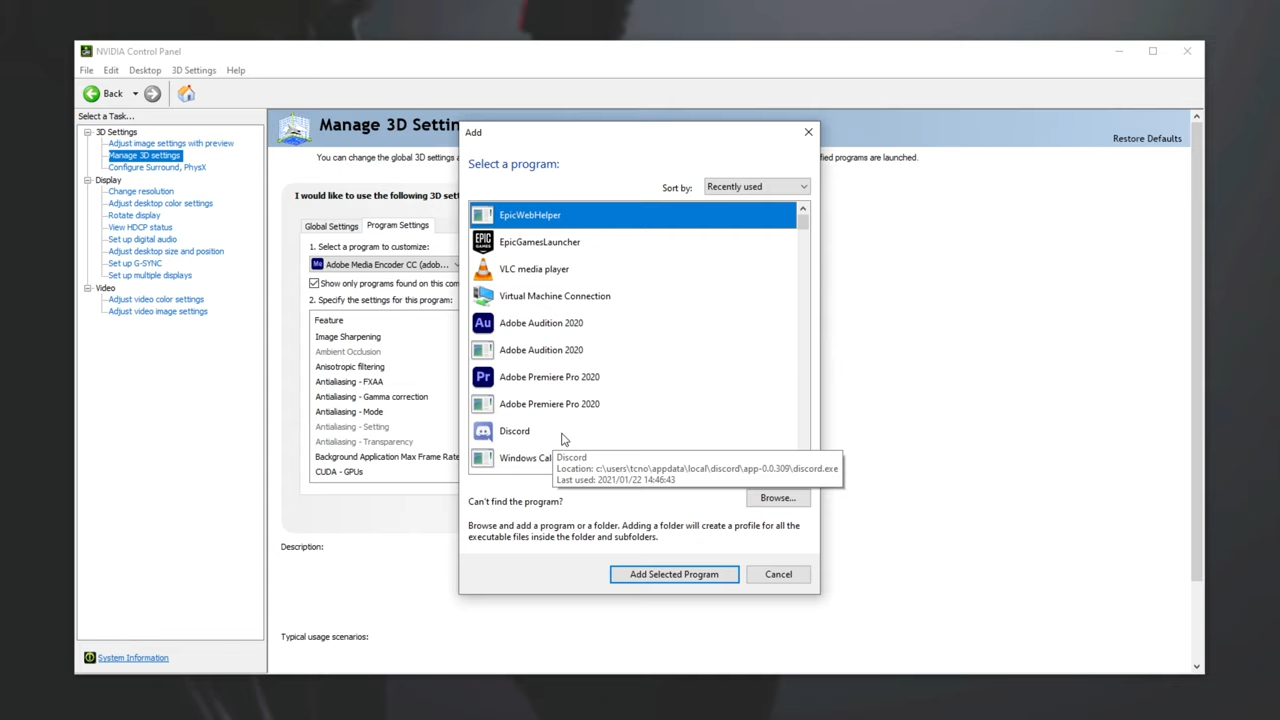 NVIDIA Control Panel
File Edit Desktop 3D Settings Help
Back
Select a Task...
3D Settings
Adjust image settings with preview
Manage 3D settings
Configure Surround, PhysX
Display
Change resolution
Adjust desktop color settings
Rotate display
View HDCP status
Set up digital audio
Adjust desktop size and position
Set up G-SYNC
Set up multiple displays
Video
Adjust video color settings
Adjust video image settings
System Information
Manage 3D Settin
Restore Defaults
You can change the global 3D settings a
fied programs are launched.
I would like to use the following 3D sett
Global Settings Program Settings
1. Select a program to customize:
Me Adobe Media Encoder CC (adob...
Show only programs found on this com
2. Specify the settings for this program:
Feature
Image Sharpening
Ambient Occlusion
Anisotropic filtering
Antialiasing - FXAA
Antialiasing - Gamma correction
Antialiasing - Mode
Antialiasing - Setting
Antialiasing - Transparency
Background Application Max Frame Rate
CUDA - GPUs
Description:
Typical usage scenarios:
Add
Select a program:
Sort by: Recently used
EpicWebHelper
EPIC GAMES EpicGamesLauncher
VLC media player
Virtual Machine Connection
Au Adobe Audition 2020
Adobe Audition 2020
Pr Adobe Premiere Pro 2020
Adobe Premiere Pro 2020
Discord
Windows Cal
Discord
Location: c:\users\tcno\appdata\local\discord\app-0.0.309\discord.exe
Last used: 2021/01/22 14:46:43
Can't find the program?
Browse...
Browse and add a program or a folder. Adding a folder will create a profile for all the
executable files inside the folder and subfolders.
Add Selected Program
Cancel